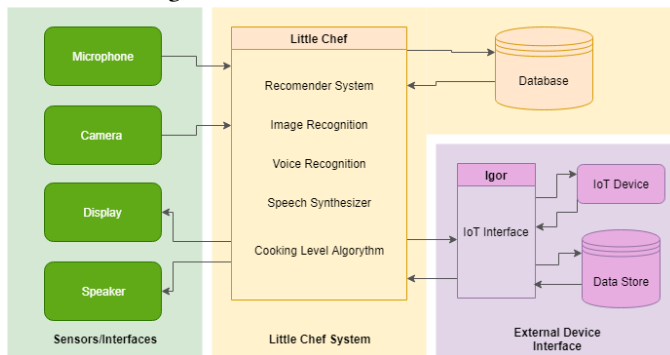 Microphone
Camera
Display
Speaker
Sensors/Interfaces
Little Chef
Recomender System
Image Recognition
Voice Recognition
Speech Synthesizer
Cooking Level Algorythm
Database
Little Chef System
Igor
IoT Interface
IoT Device
Data Store
External Device
Interface